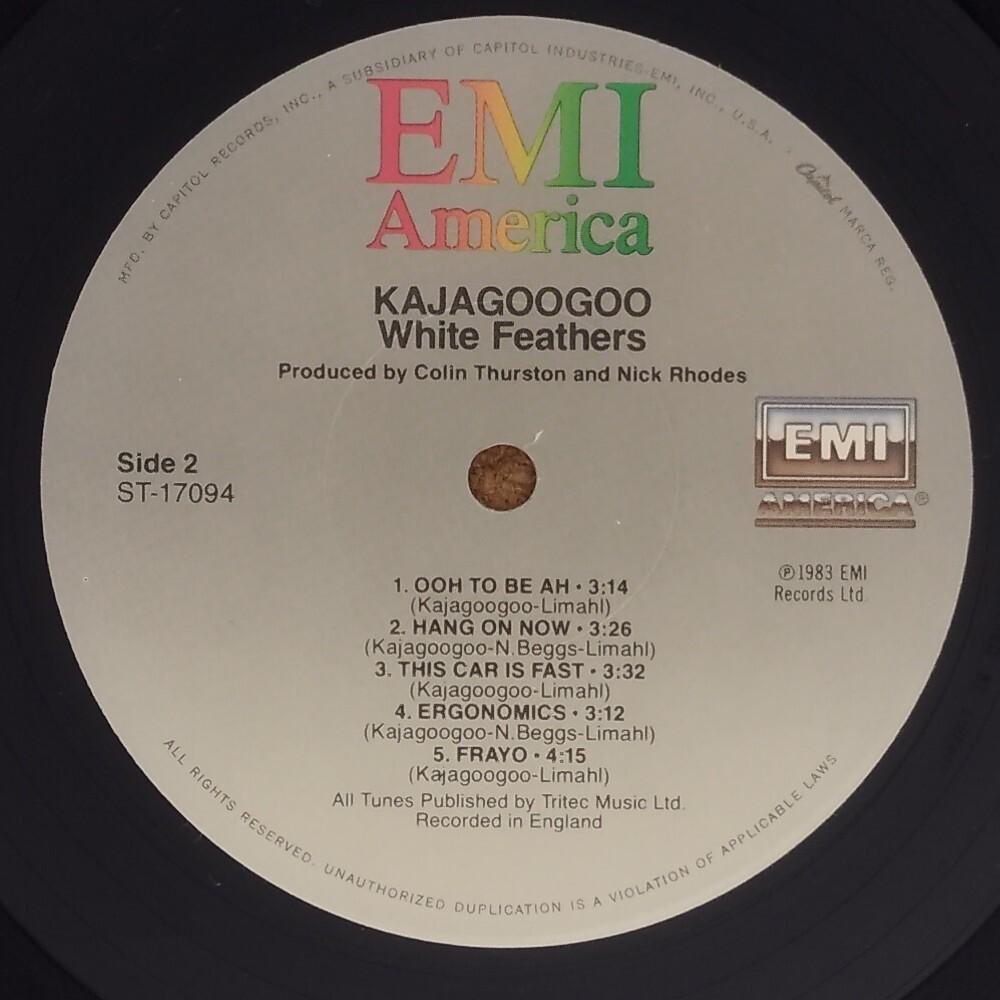 MFD. BY CAPITOL RECORDS, INC., A SUBSIDIARY OF CAPITOL INDUSTRIES-EMI, INC., U.S.A. · Capitol MARCA REG.
EMI
America
KAJAGOOGOO
White Feathers
Produced by Colin Thurston and Nick Rhodes
Side 2
ST-17094
EMI
AMERICA®
℗1983 EMI
Records Ltd.
1. OOH TO BE AH • 3:14
(Kajagoogoo-Limahl)
2. HANG ON NOW • 3:26
(Kajagoogoo-N.Beggs-Limahl)
3. THIS CAR IS FAST • 3:32
(Kajagoogoo-Limahl)
4. ERGONOMICS • 3:12
(Kajagoogoo-N.Beggs-Limahl)
5. FRAYO • 4:15
(Kajagoogoo-Limahl)
All Tunes Published by Tritec Music Ltd.
Recorded in England
ALL RIGHTS RESERVED. UNAUTHORIZED DUPLICATION IS A VIOLATION OF APPLICABLE LAWS